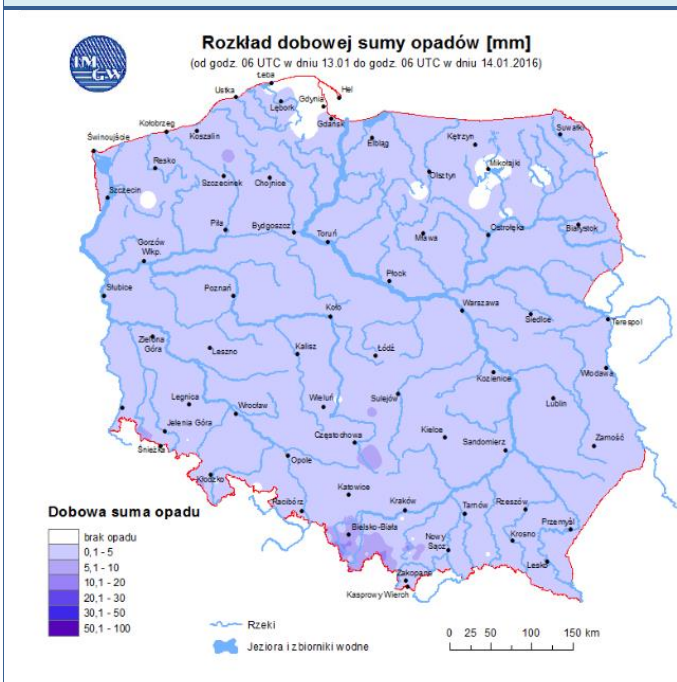 IM
GW
Rozkład dobowej sumy opadów [mm]
(od godz. 06 UTC w dniu 13.01 do godz. 06 UTC w dniu 14.01.2016)
Łeba
Ustka
Hel
Gdynia
Lębork
Gdańsk
Kołobrzeg
Koszalin
Suwałki
Świnoujście
Elbląg
Kętrzyn
Resko
Mikołajki
Olsztyn
Szczecinek
Chojnice
Szczecin
Piła
Bydgoszcz
Ostrołęka
Białystok
Toruń
Mława
Gorzów
Wlkp.
Płock
Słubice
Poznań
Warszawa
Koło
Siedlce
Terespol
Zielona
Góra
Laszno
Kalisz
Łódź
Kozienice
Włodawa
Legnica
Wrocław
Wieluń
Sulejów
Lublin
Jelenia Góra
Częstochowa
Kielce
Sandomierz
Zamość
Śnieżka
Opole
Kłodzko
Katowice
Racibórz
Kraków
Tarnów
Rzeszów
Dobowa suma opadu
Bielsko-Biała
Przemyśl
Nowy
Sącz
Krosno
Lesko
Zakopane
Kasprowy Wierch
brak opadu
0,1 - 5
5,1 - 10
10,1 - 20
20,1 - 30
30,1 - 50
50,1 - 100
Rzeki
Jeziora i zbiorniki wodne
0 25 50 100 150 km